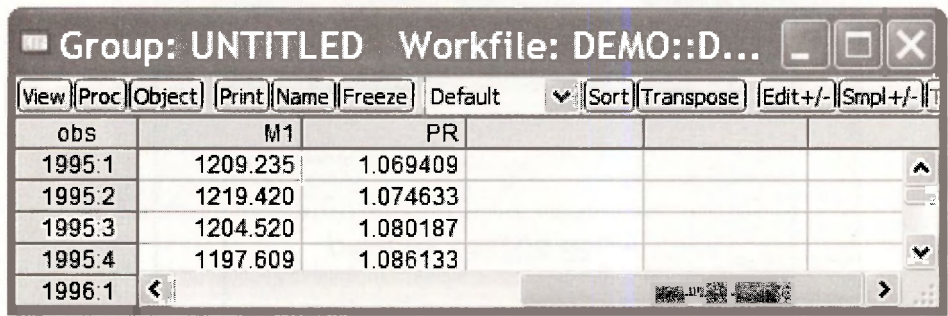 Group: UNTITLED Workfile: DEMO::D...
View Proc Object Print Name Freeze Default Sort Transpose Edit+/- Smpl+/- T
obs M1 PR
1995:1 1209.235 1.069409
1995:2 1219.420 1.074633
1995:3 1204.520 1.080187
1995:4 1197.609 1.086133
1996:1